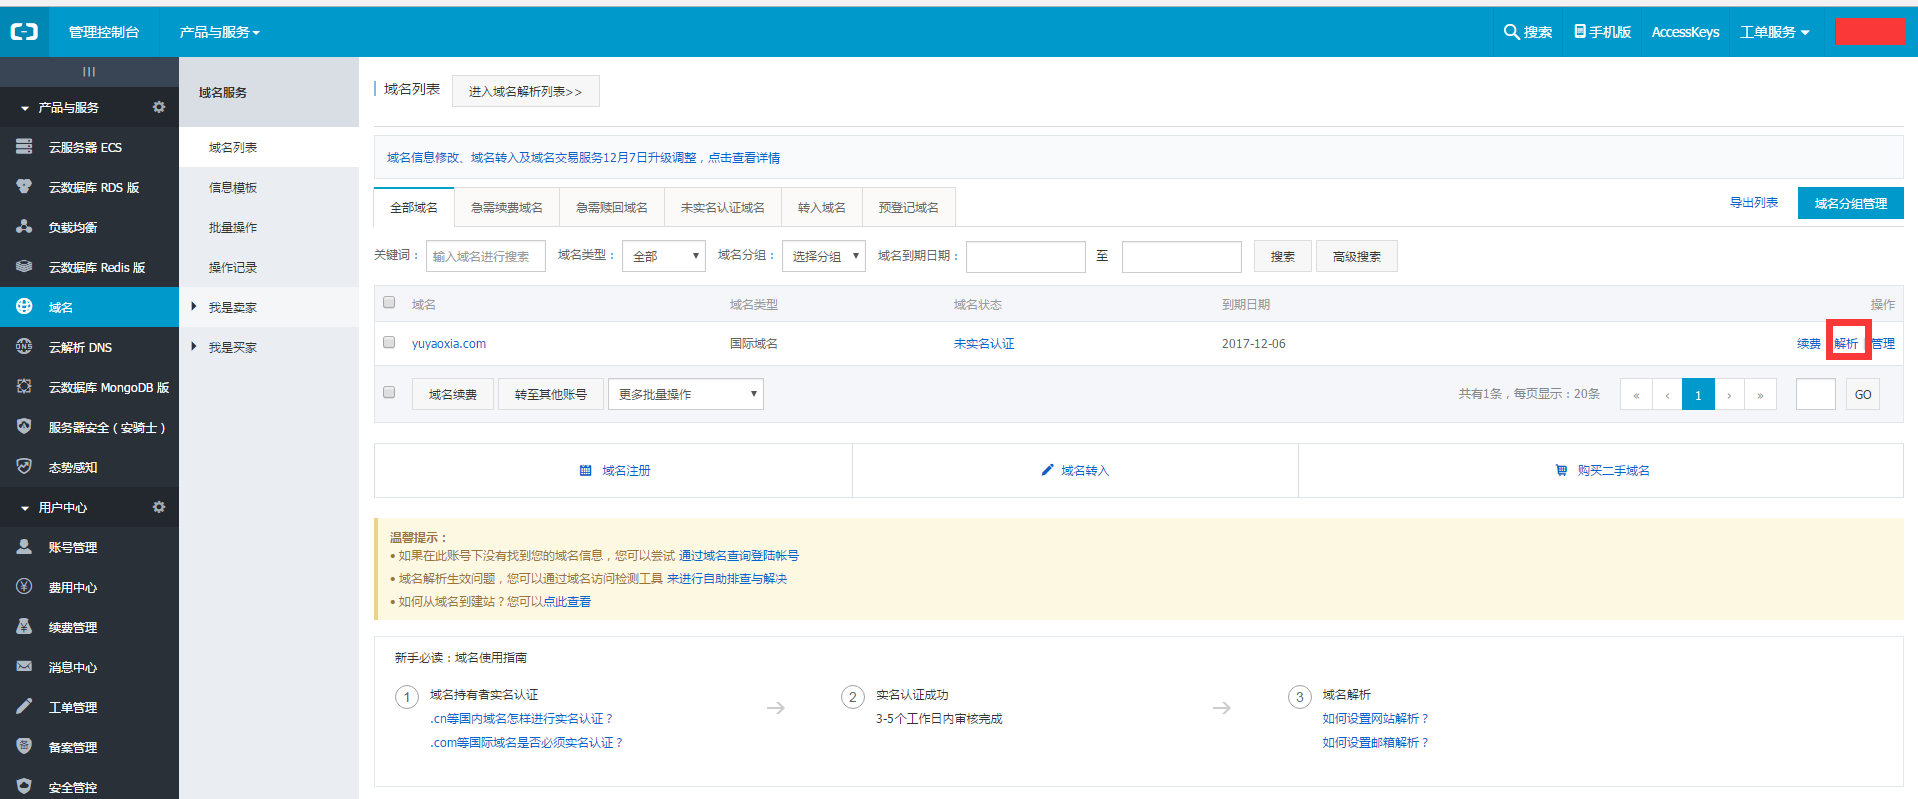 管理控制台 产品与服务 搜索 手机版 AccessKeys 工单服务
产品与服务
云服务器 ECS
云数据库 RDS 版
负载均衡
云数据库 Redis 版
域名
云解析 DNS
云数据库 MongoDB 版
服务器安全（安骑士）
态势感知
用户中心
账号管理
费用中心
续费管理
消息中心
工单管理
备案管理
安全管控
域名服务
域名列表
信息模板
批量操作
操作记录
我是卖家
我是买家
域名列表 进入域名解析列表>>
域名信息修改、域名转入及域名交易服务12月7日升级调整，点击查看详情
全部域名 急需续费域名 急需赎回域名 未实名认证域名 转入域名 预登记域名 导出列表 域名分组管理
关键词： 输入域名进行搜索 域名类型： 全部 域名分组： 选择分组 域名到期日期： 至 搜索 高级搜索
域名 域名类型 域名状态 到期日期 操作
yuyaoxia.com 国际域名 未实名认证 2017-12-06 续费 解析 | 管理
域名续费 转至其他账号 更多批量操作 共有1条，每页显示：20条 « ‹ 1 › » GO
域名注册 域名转入 购买二手域名
温馨提示：
• 如果在此账号下没有找到您的域名信息，您可以尝试 通过域名查询登陆帐号
• 域名解析生效问题，您可以通过域名访问检测工具 来进行自助排查与解决
• 如何从域名到建站？您可以点此查看
新手必读：域名使用指南
1 域名持有者实名认证
.cn等国内域名怎样进行实名认证？
.com等国际域名是否必须实名认证？
2 实名认证成功
3-5个工作日内审核完成
3 域名解析
如何设置网站解析？
如何设置邮箱解析？